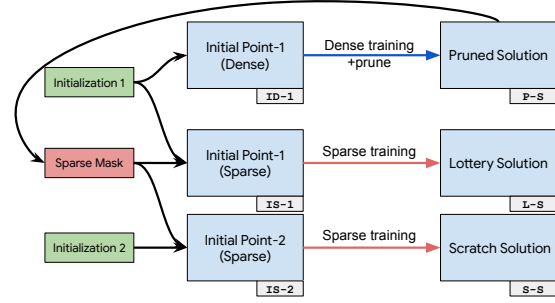 Initialization 1
Initial Point-1
(Dense)
ID-1
Dense training
+prune
Pruned Solution
P-S
Sparse Mask
Initial Point-1
(Sparse)
IS-1
Sparse training
Lottery Solution
L-S
Initialization 2
Initial Point-2
(Sparse)
IS-2
Sparse training
Scratch Solution
S-S